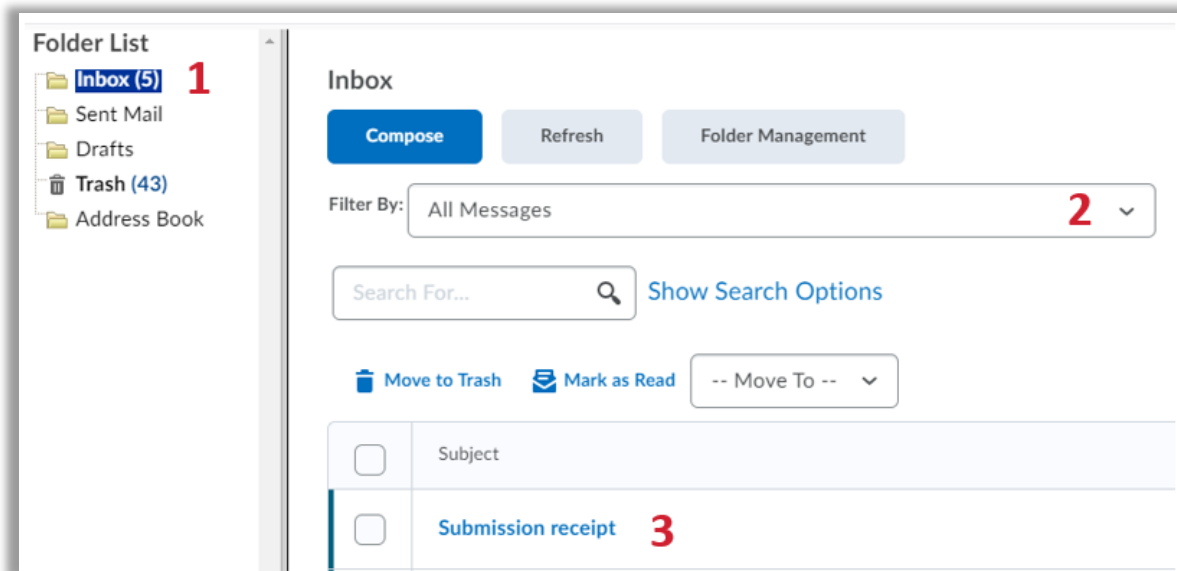 Folder List
Inbox (5) 1
Sent Mail
Drafts
Trash (43)
Address Book
Inbox
Compose Refresh Folder Management
Filter By: All Messages 2
Search For... Show Search Options
Move to Trash Mark as Read -- Move To --
Subject
Submission receipt 3